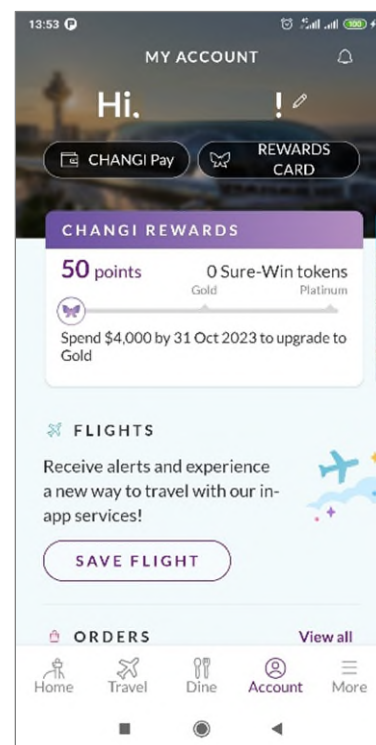 13:53
100
MY ACCOUNT
Hi, !
CHANGI Pay
REWARDS
CARD
CHANGI REWARDS
50 points
0 Sure-Win tokens
Gold
Platinum
Spend $4,000 by 31 Oct 2023 to upgrade to
Gold
FLIGHTS
Receive alerts and experience
a new way to travel with our in-
app services!
SAVE FLIGHT
ORDERS
View all
Home
Travel
Dine
Account
More